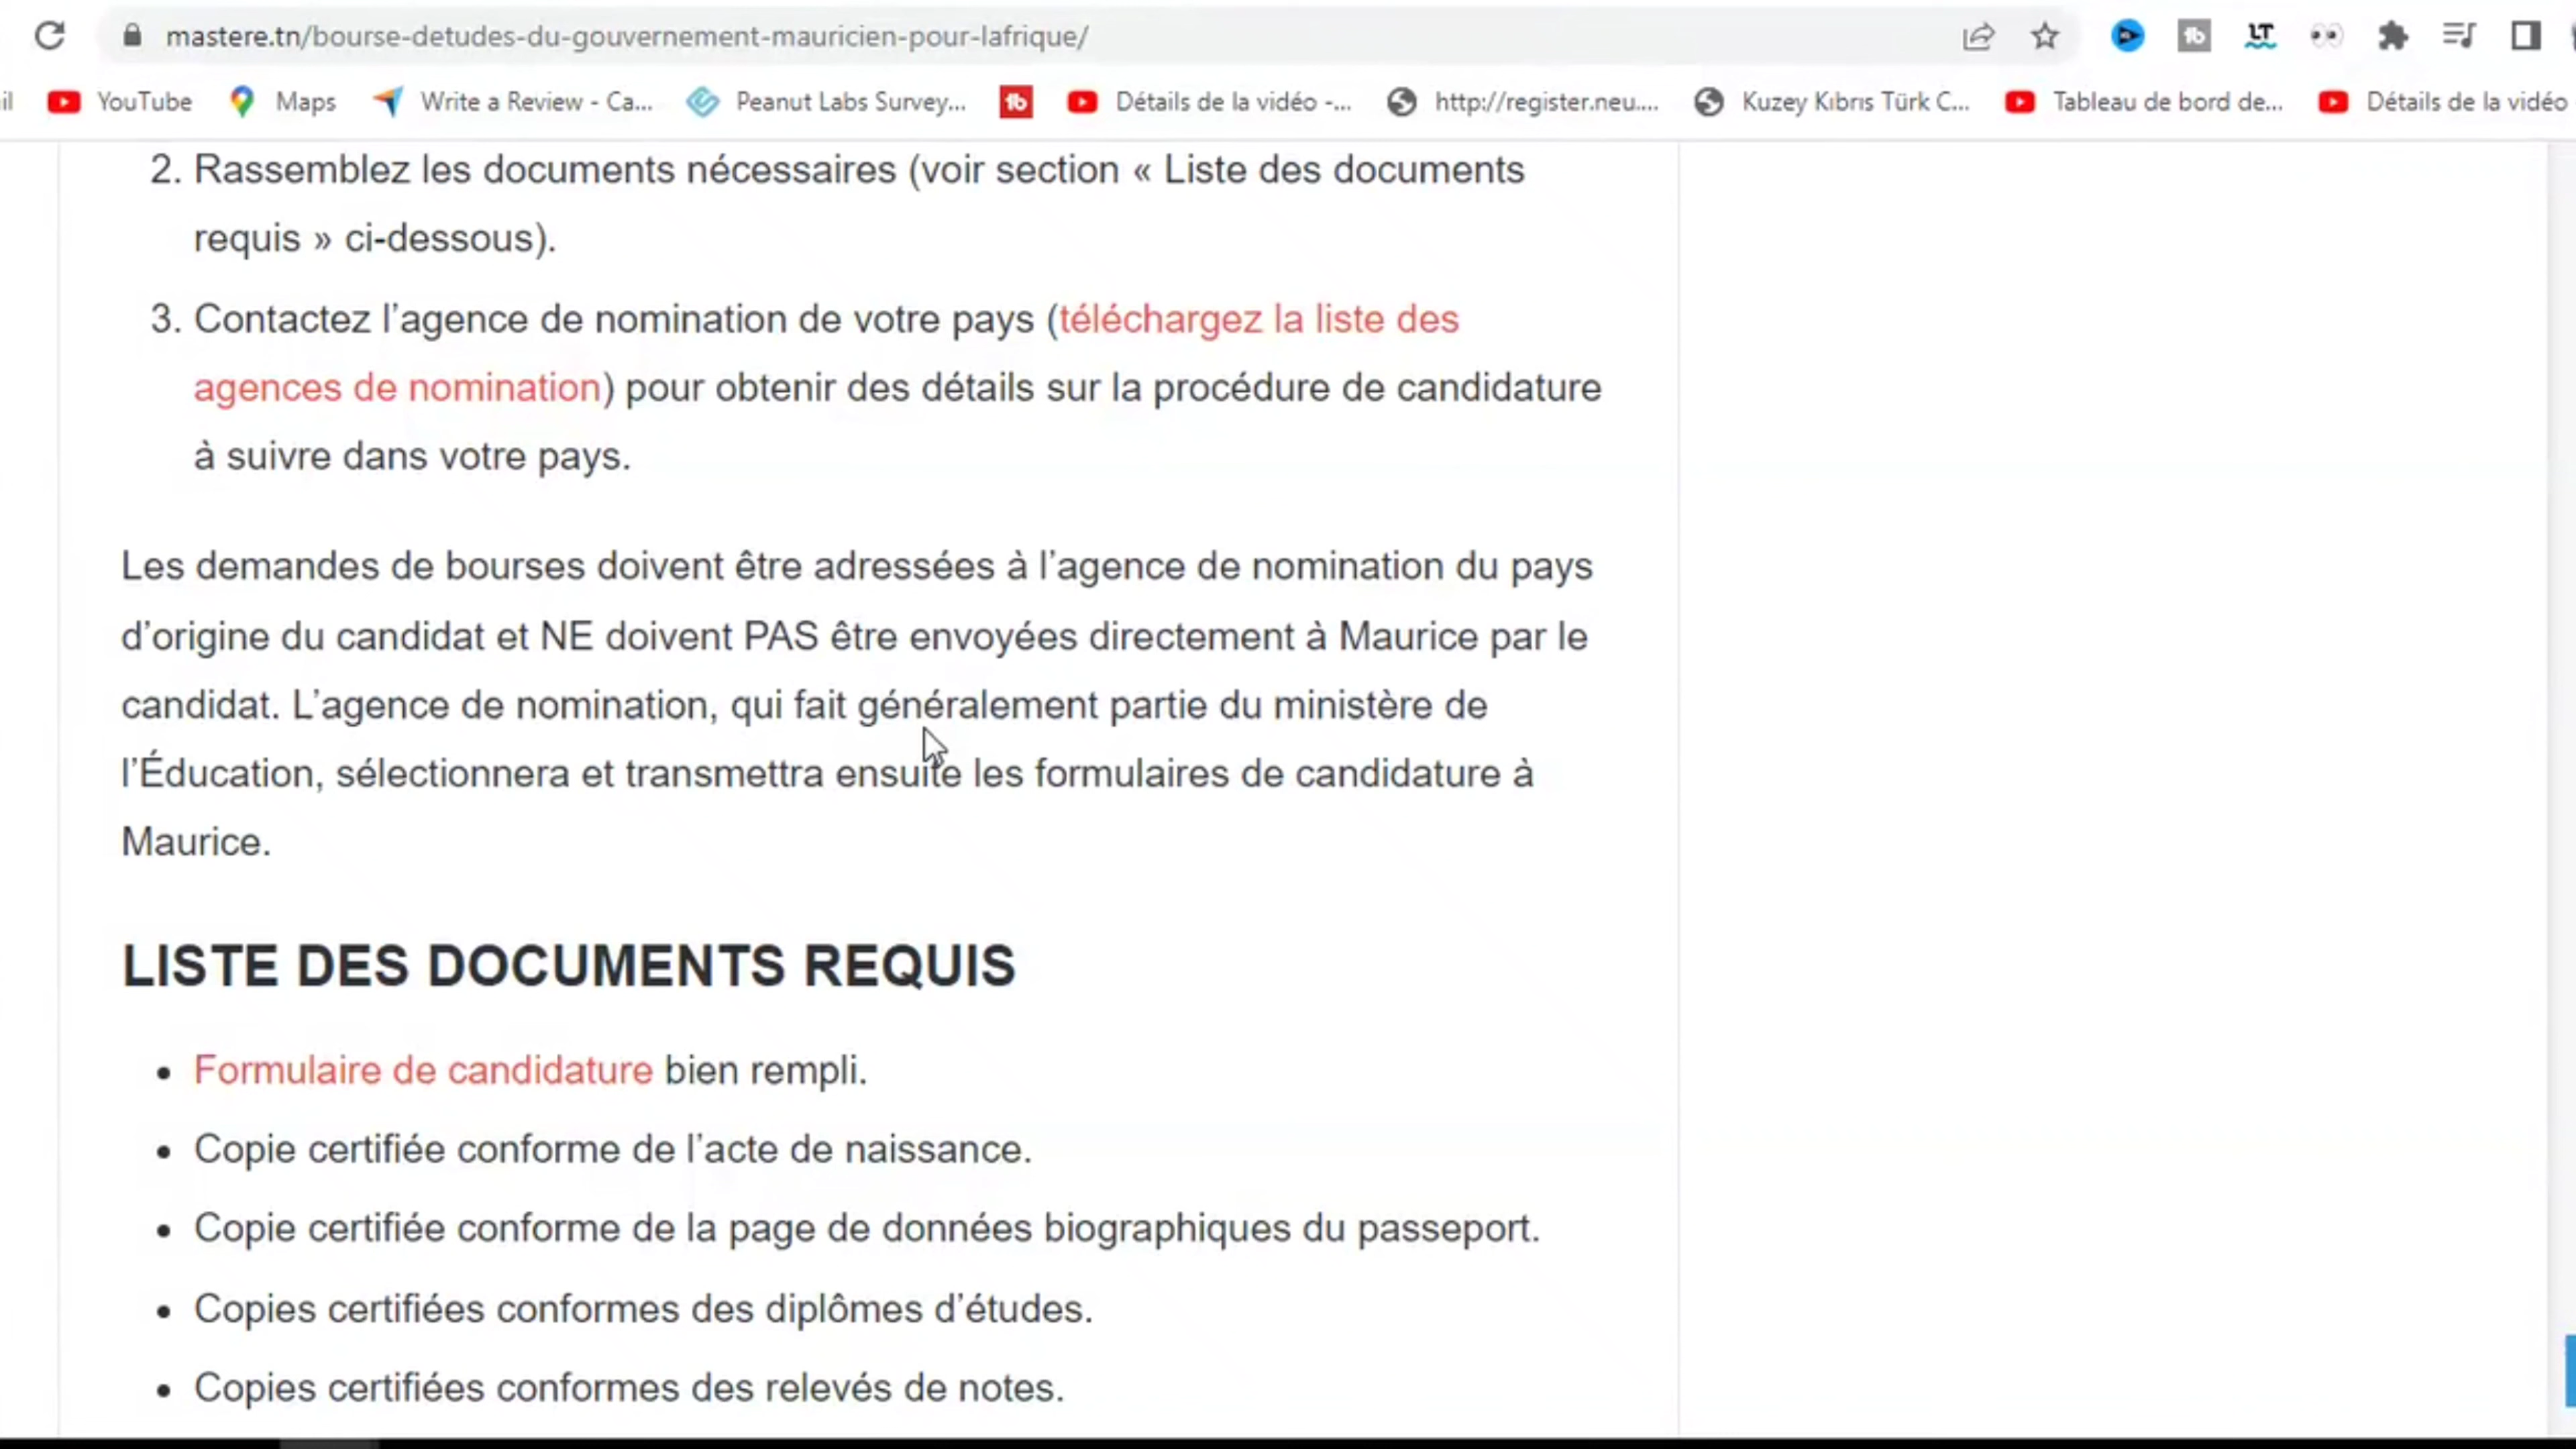 mastere.tn/bourse-detudes-du-gouvernement-mauricien-pour-lafrique/
YouTube Maps Write a Review - Ca... Peanut Labs Survey... Détails de la vidéo -... http://register.neu.... Kuzey Kıbrıs Türk C... Tableau de bord de... Détails de la vidéo
2. Rassemblez les documents nécessaires (voir section « Liste des documents
requis » ci-dessous).
3. Contactez l’agence de nomination de votre pays (téléchargez la liste des
agences de nomination) pour obtenir des détails sur la procédure de candidature
à suivre dans votre pays.
Les demandes de bourses doivent être adressées à l’agence de nomination du pays
d’origine du candidat et NE doivent PAS être envoyées directement à Maurice par le
candidat. L’agence de nomination, qui fait généralement partie du ministère de
l’Éducation, sélectionnera et transmettra ensuite les formulaires de candidature à
Maurice.
LISTE DES DOCUMENTS REQUIS
• Formulaire de candidature bien rempli.
• Copie certifiée conforme de l’acte de naissance.
• Copie certifiée conforme de la page de données biographiques du passeport.
• Copies certifiées conformes des diplômes d’études.
• Copies certifiées conformes des relevés de notes.